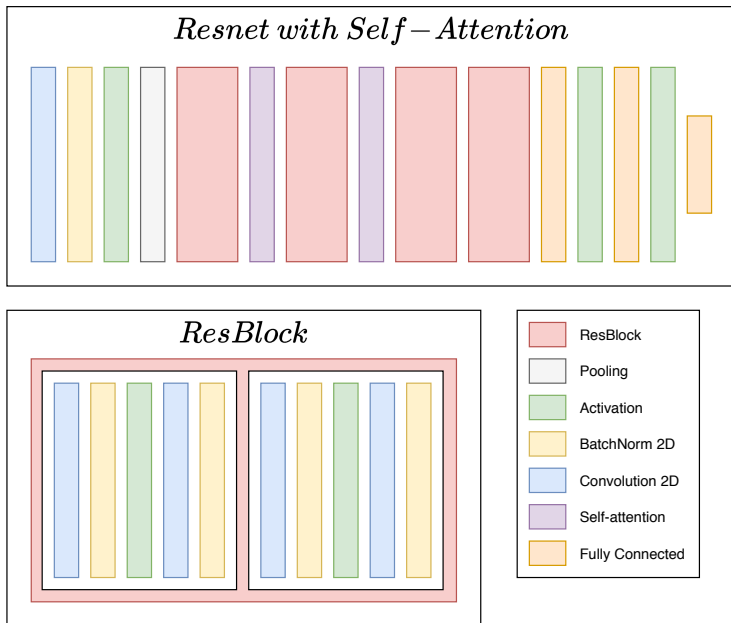 Resnet with Self-Attention
ResBlock
ResBlock
Pooling
Activation
BatchNorm 2D
Convolution 2D
Self-attention
Fully Connected